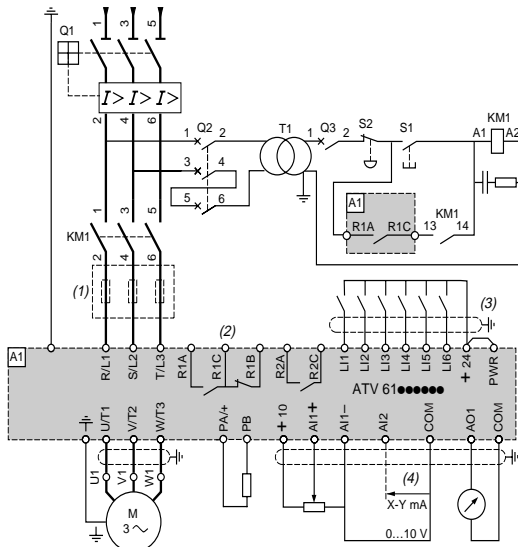 1 3 5
Q1
I> I> I>
2 4 6
1 Q2 2
3 4
5 6
T1
1 Q3 2
S2
S1
A1 KM1 A2
A1
R1A R1C
13 KM1 14
1 3 5
KM1
2 4 6
(1)
(2)
(3)
A1
R/L1
S/L2
T/L3
R1A
R1C
R1B
R2A
R2C
LI1
LI2
LI3
LI4
LI5
LI6
+ 24
PWR
ATV 61●●●●●●
U/T1
V/T2
W/T3
PA/+
PB
+ 10
AI1+
AI1–
AI2
COM
AO1
COM
U1
V1
W1
M
3 ~
(4)
X-Y mA
0...10 V